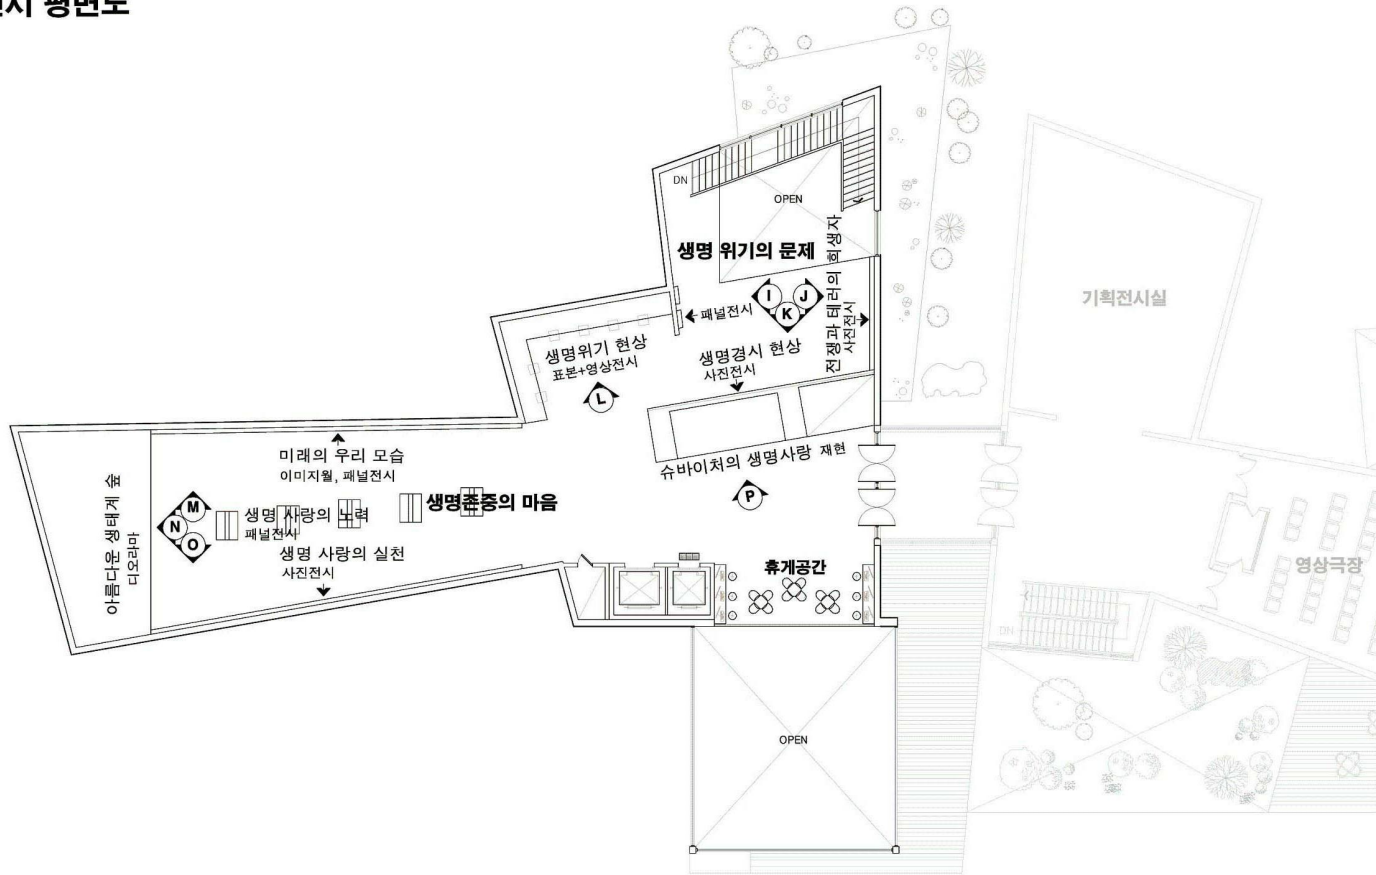 평면도
DN
OPEN
생명 위기의 문제
전쟁과 테러의 희생자
사진전시
I
J
K
패널전시
기획전시실
생명위기 현상
표본+영상전시
L
생명경시 현상
사진전시
슈바이처의 생명사랑 재현
P
미래의 우리 모습
이미지월, 패널전시
아름다운 생태계 숲
디오라마
M
N
O
생명 사랑의 노력
패널전시
생명존중의 마음
생명 사랑의 실천
사진전시
휴게공간
영상극장
DN
OPEN